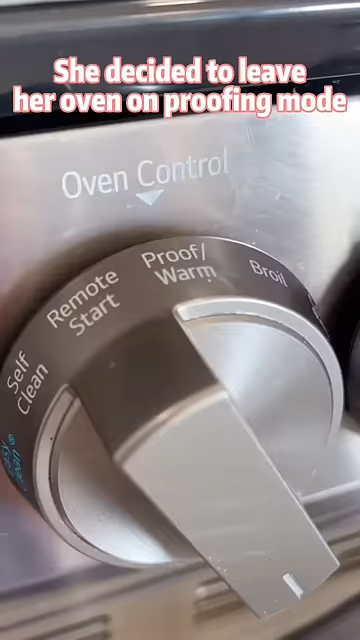 She decided to leave
her oven on proofing mode
Oven Control
Proof/
Warm
Broil
Remote
Start
Self
Clean